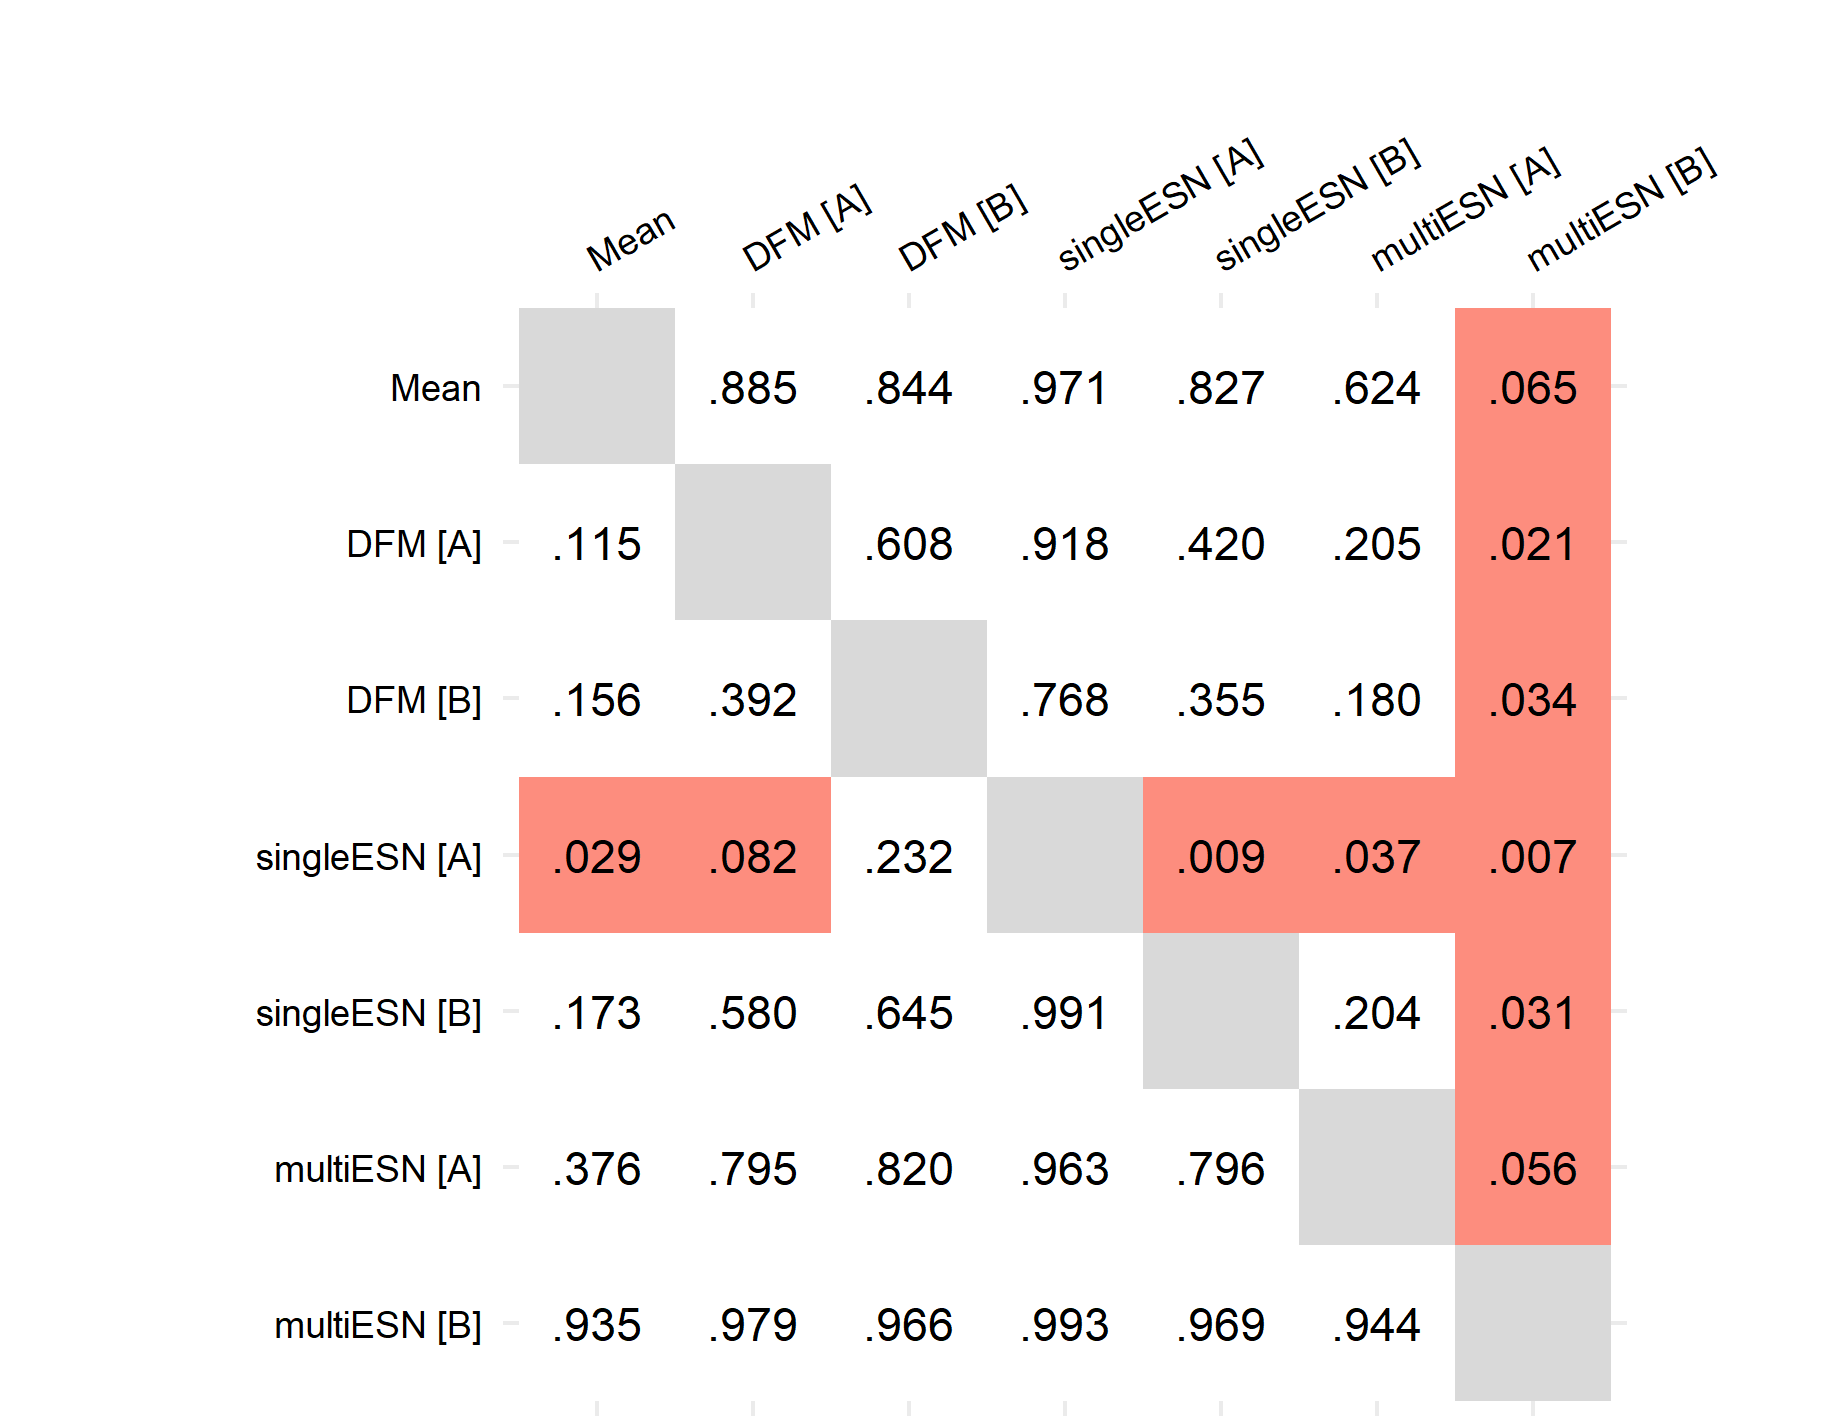 Mean DFM [A] DFM [B] singleESN [A] singleESN [B] multiESN [A] multiESN [B]
Mean .885 .844 .971 .827 .624 .065
DFM [A] .115 .608 .918 .420 .205 .021
DFM [B] .156 .392 .768 .355 .180 .034
singleESN [A] .029 .082 .232 .009 .037 .007
singleESN [B] .173 .580 .645 .991 .204 .031
multiESN [A] .376 .795 .820 .963 .796 .056
multiESN [B] .935 .979 .966 .993 .969 .944